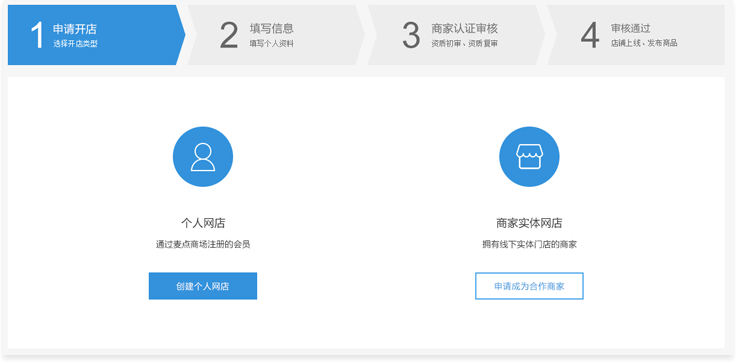 1
申请开店
选择开店类型
2
填写信息
填写个人资料
3
商家认证审核
资质初审、资质复审
4
审核通过
店铺上线、发布商品
个人网店
通过麦点商场注册的会员
创建个人网店
商家实体网店
拥有线下实体门店的商家
申请成为合作商家